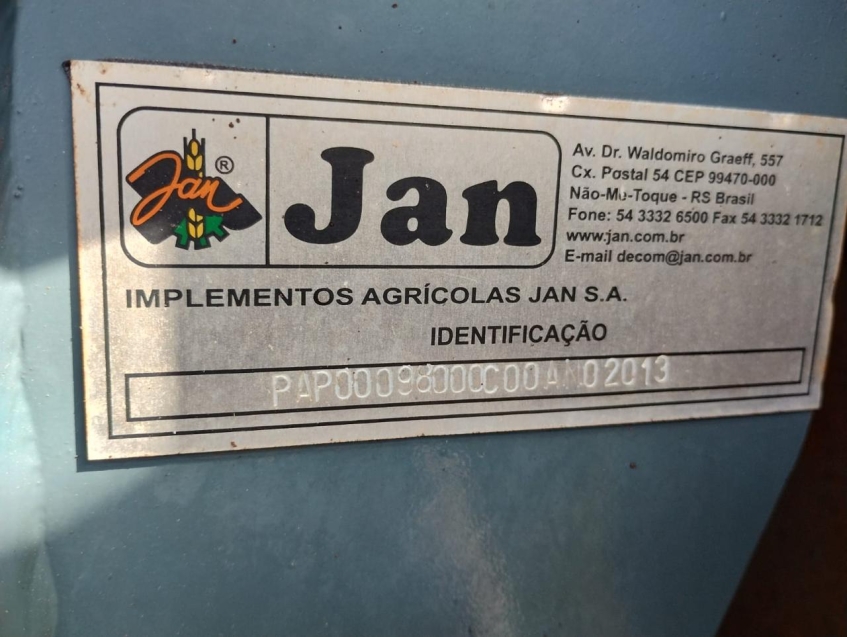 Jan ®
Jan
Av. Dr. Waldomiro Graeff, 557
Cx. Postal 54 CEP 99470-000
Não-Me-Toque - RS Brasil
Fone: 54 3332 6500 Fax 54 3332 1712
www.jan.com.br
E-mail decom@jan.com.br
IMPLEMENTOS AGRÍCOLAS JAN S.A.
IDENTIFICAÇÃO
PAP00098000C00ANO2013